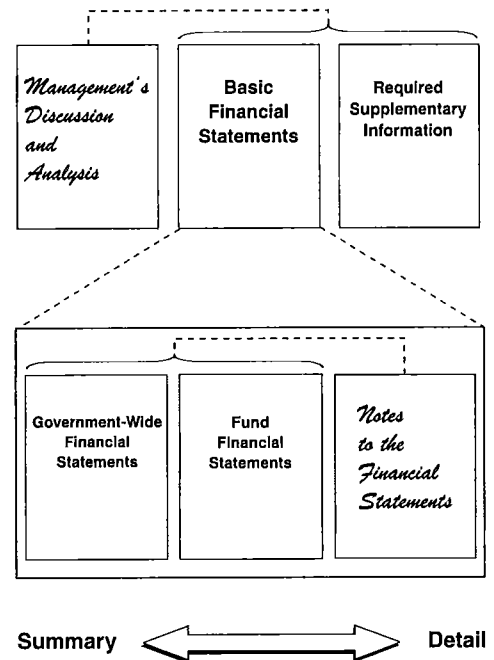 Management's
Discussion
and
Analysis
Basic
Financial
Statements
Required
Supplementary
Information
Government-Wide
Financial
Statements
Fund
Financial
Statements
Notes
to the
Financial
Statements
Summary
Detail